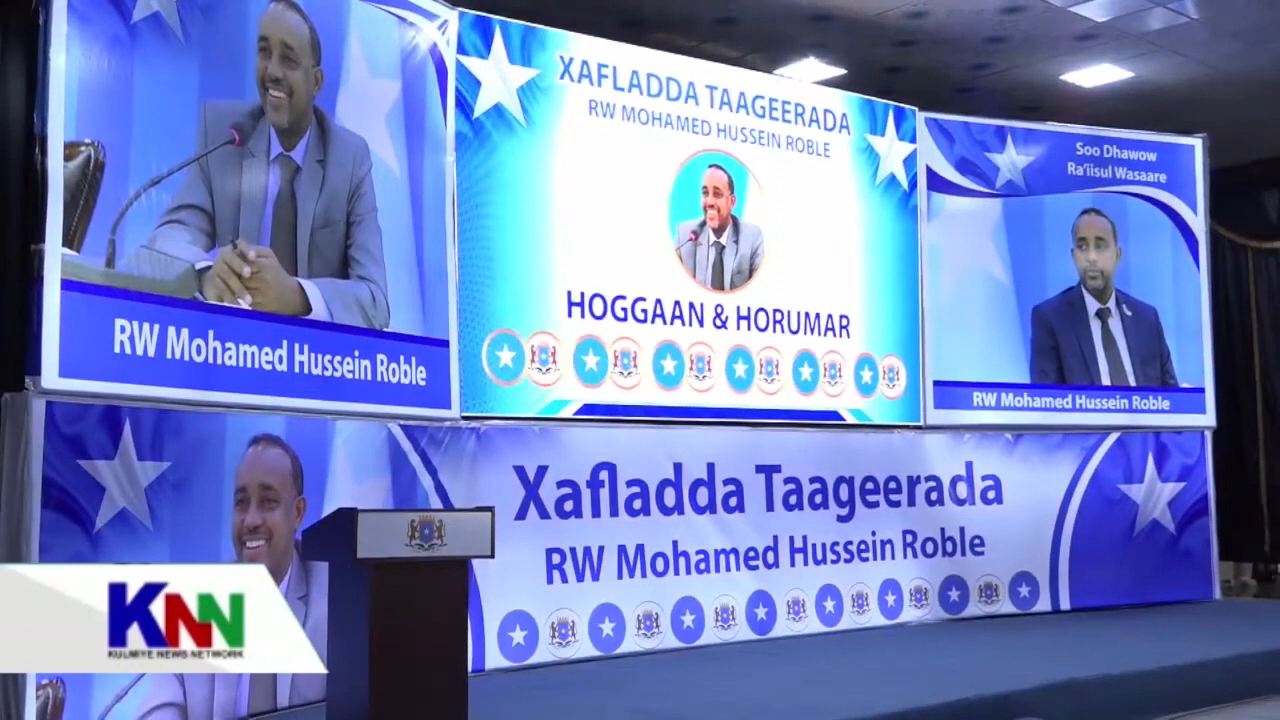 RW Mohamed Hussein Roble
XAFLADDA TAAGEERADA
RW MOHAMED HUSSEIN ROBLE
HOGGAAN & HORUMAR
Soo Dhawow
Ra'iisul Wasaare
RW Mohamed Hussein Roble
Xafladda Taageerada
RW Mohamed Hussein Roble
KNN
KULMIYE NEWS NETWORK